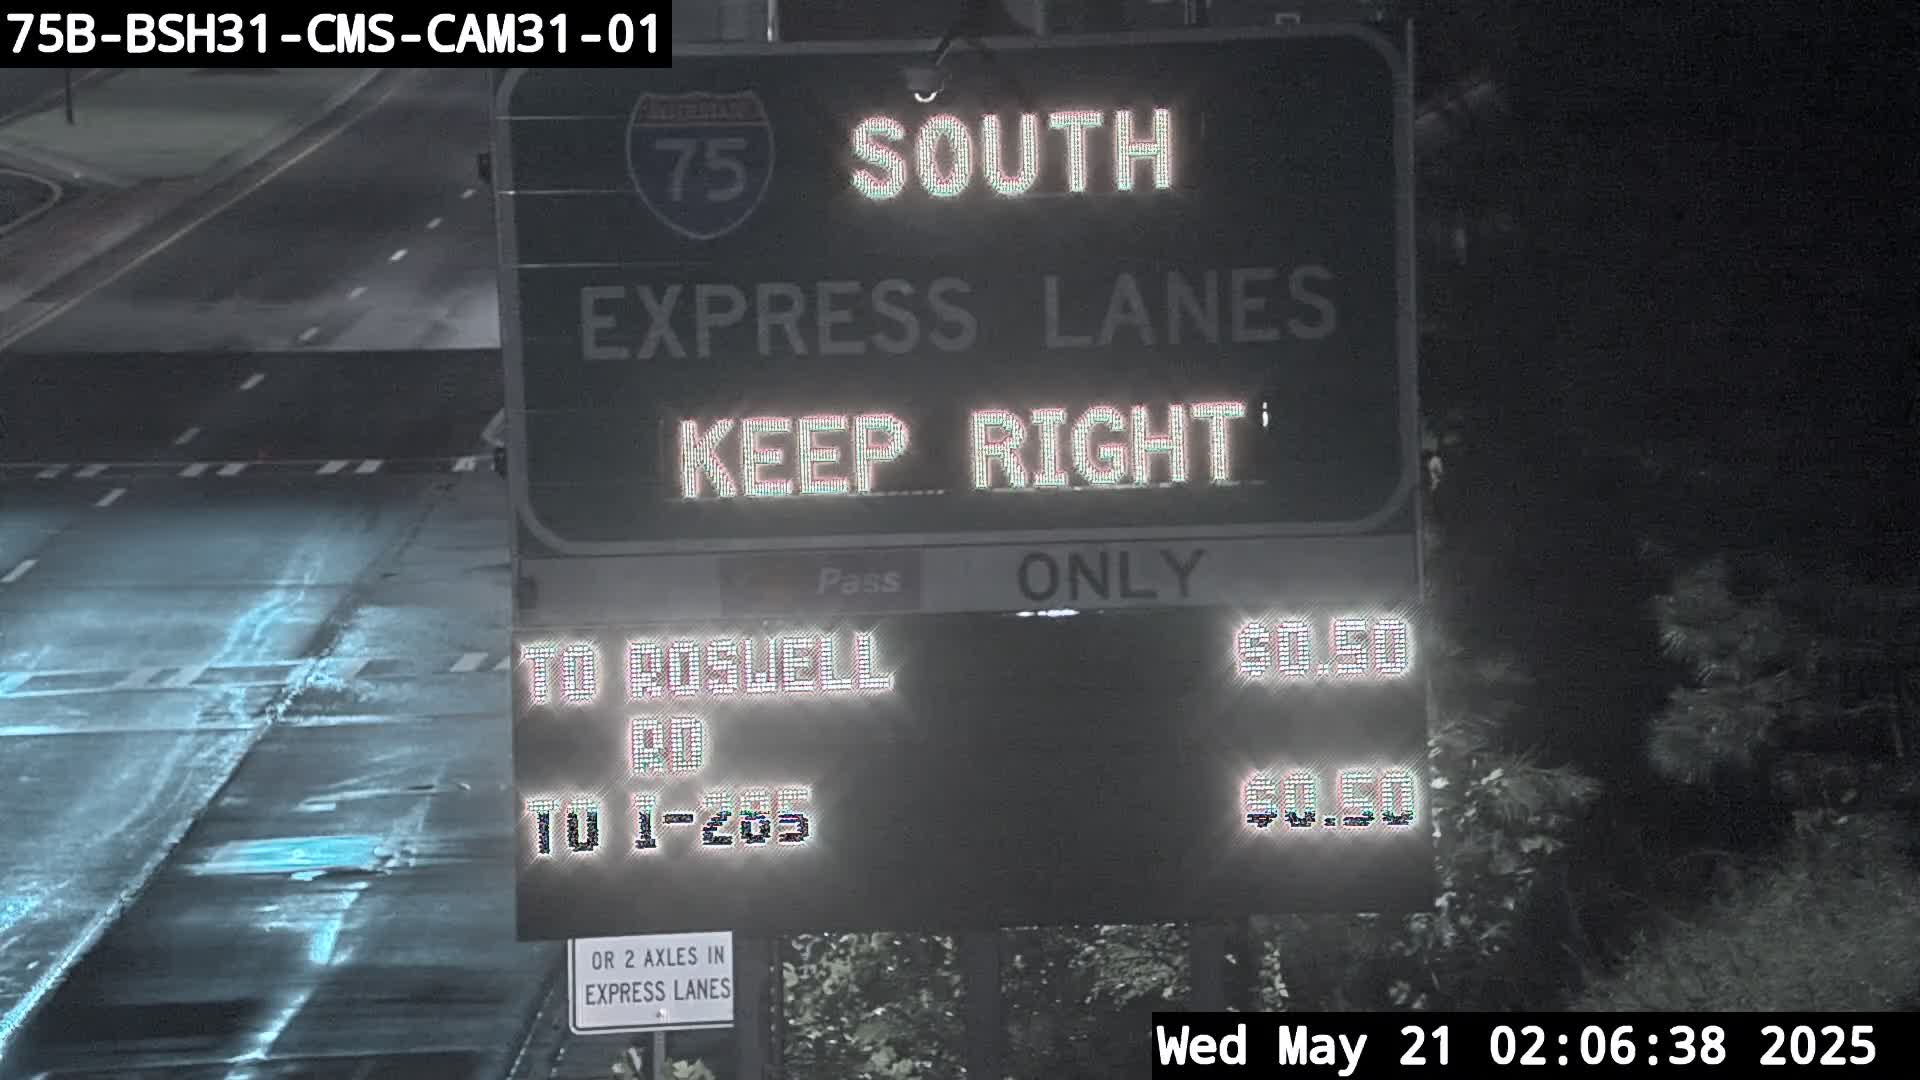 75B-BSH31-CMS-CAM31-01
INTERSTATE
75
SOUTH
EXPRESS LANES
KEEP RIGHT
Pass ONLY
TO ROSWELL $0.50
RD
TO I-285 $0.50
OR 2 AXLES IN
EXPRESS LANES
Wed May 21 02:06:38 2025